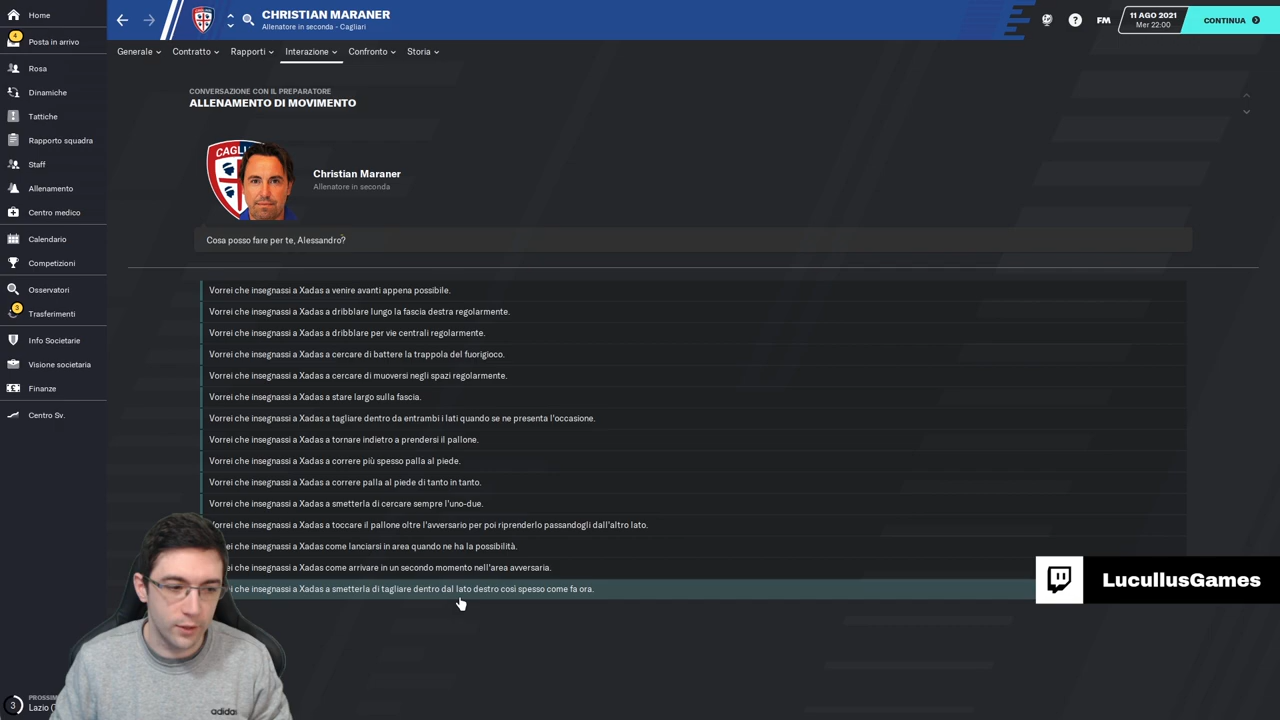 Home
CHRISTIAN MARANER
Allenatore in seconda - Cagliari
FM
11 AGO 2021
Mer 22:00
CONTINUA
4
Posta in arrivo
Rosa
Dinamiche
Tattiche
Rapporto squadra
Staff
Allenamento
Centro medico
Calendario
Competizioni
Osservatori
3
Trasferimenti
Info Societarie
Visione societaria
Finanze
Centro Sv.
Generale
Contratto
Rapporti
Interazione
Confronto
Storia
CONVERSAZIONE CON IL PREPARATORE
ALLENAMENTO DI MOVIMENTO
Christian Maraner
Allenatore in seconda
Cosa posso fare per te, Alessandro?
Vorrei che insegnassi a Xadas a venire avanti appena possibile.
Vorrei che insegnassi a Xadas a dribblare lungo la fascia destra regolarmente.
Vorrei che insegnassi a Xadas a dribblare per vie centrali regolarmente.
Vorrei che insegnassi a Xadas a cercare di battere la trappola del fuorigioco.
Vorrei che insegnassi a Xadas a cercare di muoversi negli spazi regolarmente.
Vorrei che insegnassi a Xadas a stare largo sulla fascia.
Vorrei che insegnassi a Xadas a tagliare dentro da entrambi i lati quando se ne presenta l'occasione.
Vorrei che insegnassi a Xadas a tornare indietro a prendersi il pallone.
Vorrei che insegnassi a Xadas a correre più spesso palla al piede.
Vorrei che insegnassi a Xadas a correre palla al piede di tanto in tanto.
Vorrei che insegnassi a Xadas a smetterla di cercare sempre l'uno-due.
Vorrei che insegnassi a Xadas a toccare il pallone oltre l'avversario per poi riprenderlo passandogli dall'altro lato.
che insegnassi a Xadas come lanciarsi in area quando ne ha la possibilità.
che insegnassi a Xadas come arrivare in un secondo momento nell'area avversaria.
che insegnassi a Xadas a smetterla di tagliare dentro dal lato destro così spesso come fa ora.
LucullusGames
3
PROSSIM
Lazio (
adidas